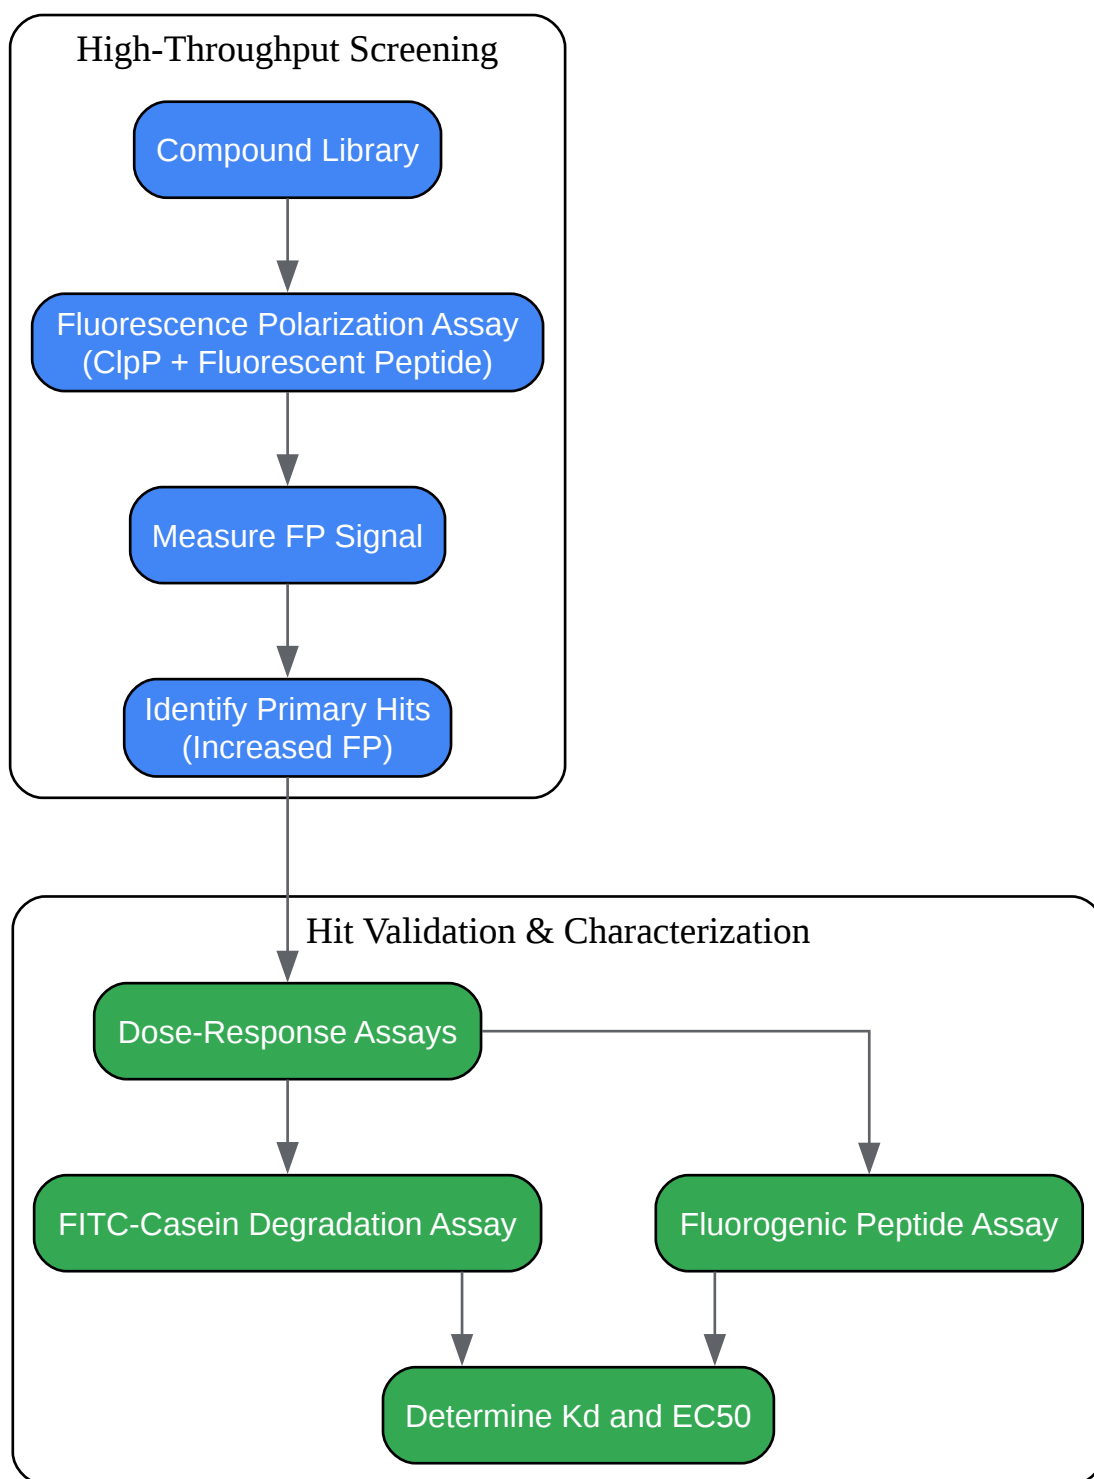 High-Throughput Screening
Compound Library
Fluorescence Polarization Assay
(ClpP + Fluorescent Peptide)
Measure FP Signal
Identify Primary Hits
(Increased FP)
Hit Validation & Characterization
Dose-Response Assays
FITC-Casein Degradation Assay
Fluorogenic Peptide Assay
Determine Kd and EC50